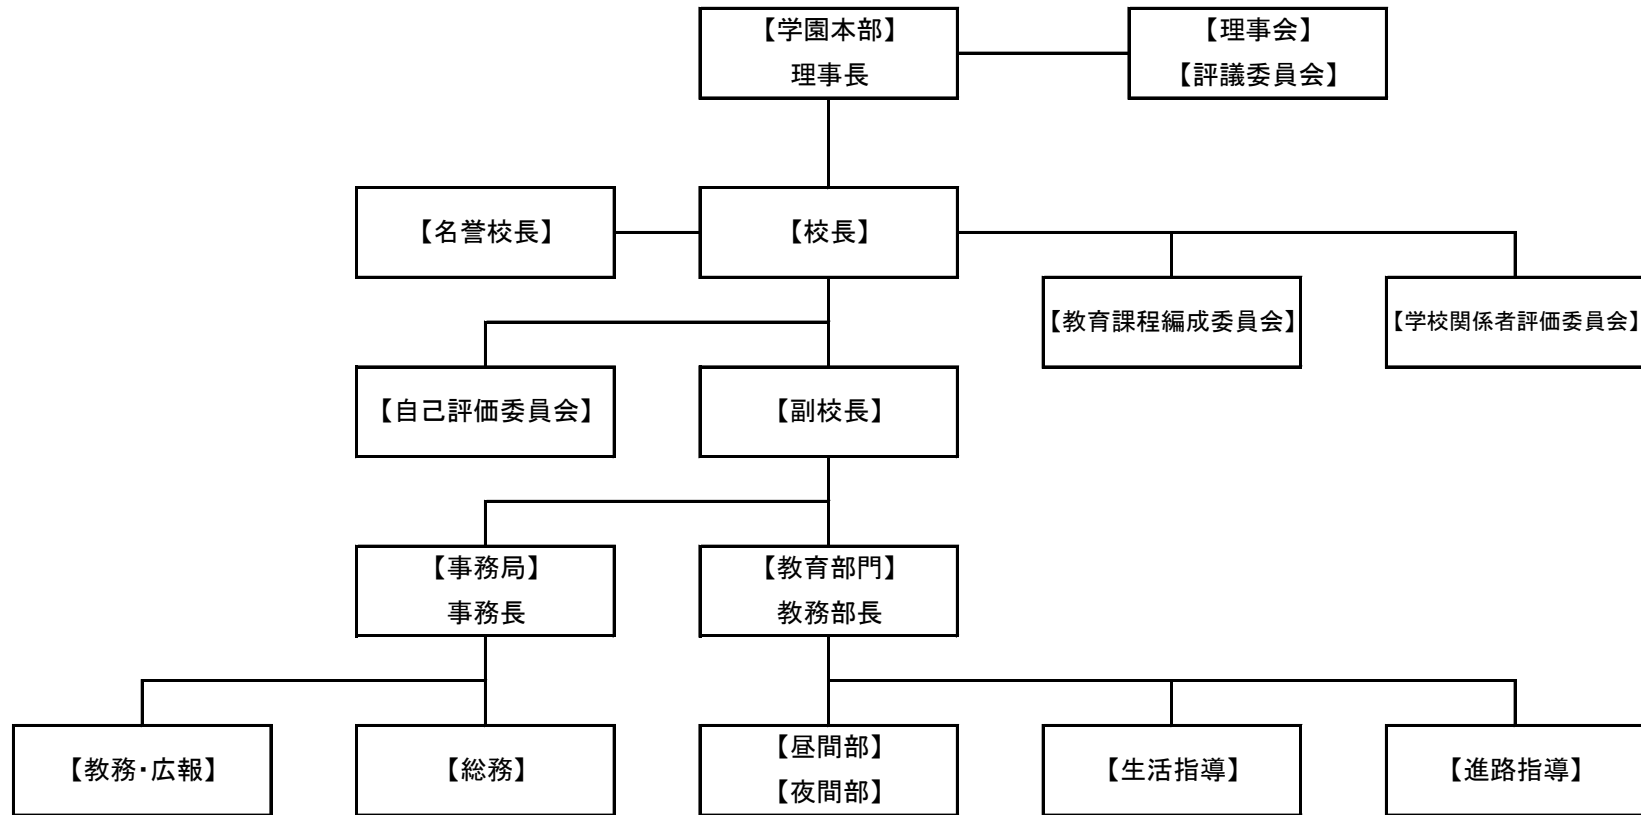 【学園本部】
理事長
【理事会】
【評議委員会】
【名誉校長】
【校長】
【教育課程編成委員会】
【学校関係者評価委員会】
【自己評価委員会】
【副校長】
【事務局】
事務長
【教育部門】
教務部長
【教務・広報】
【総務】
【昼間部】
【夜間部】
【生活指導】
【進路指導】